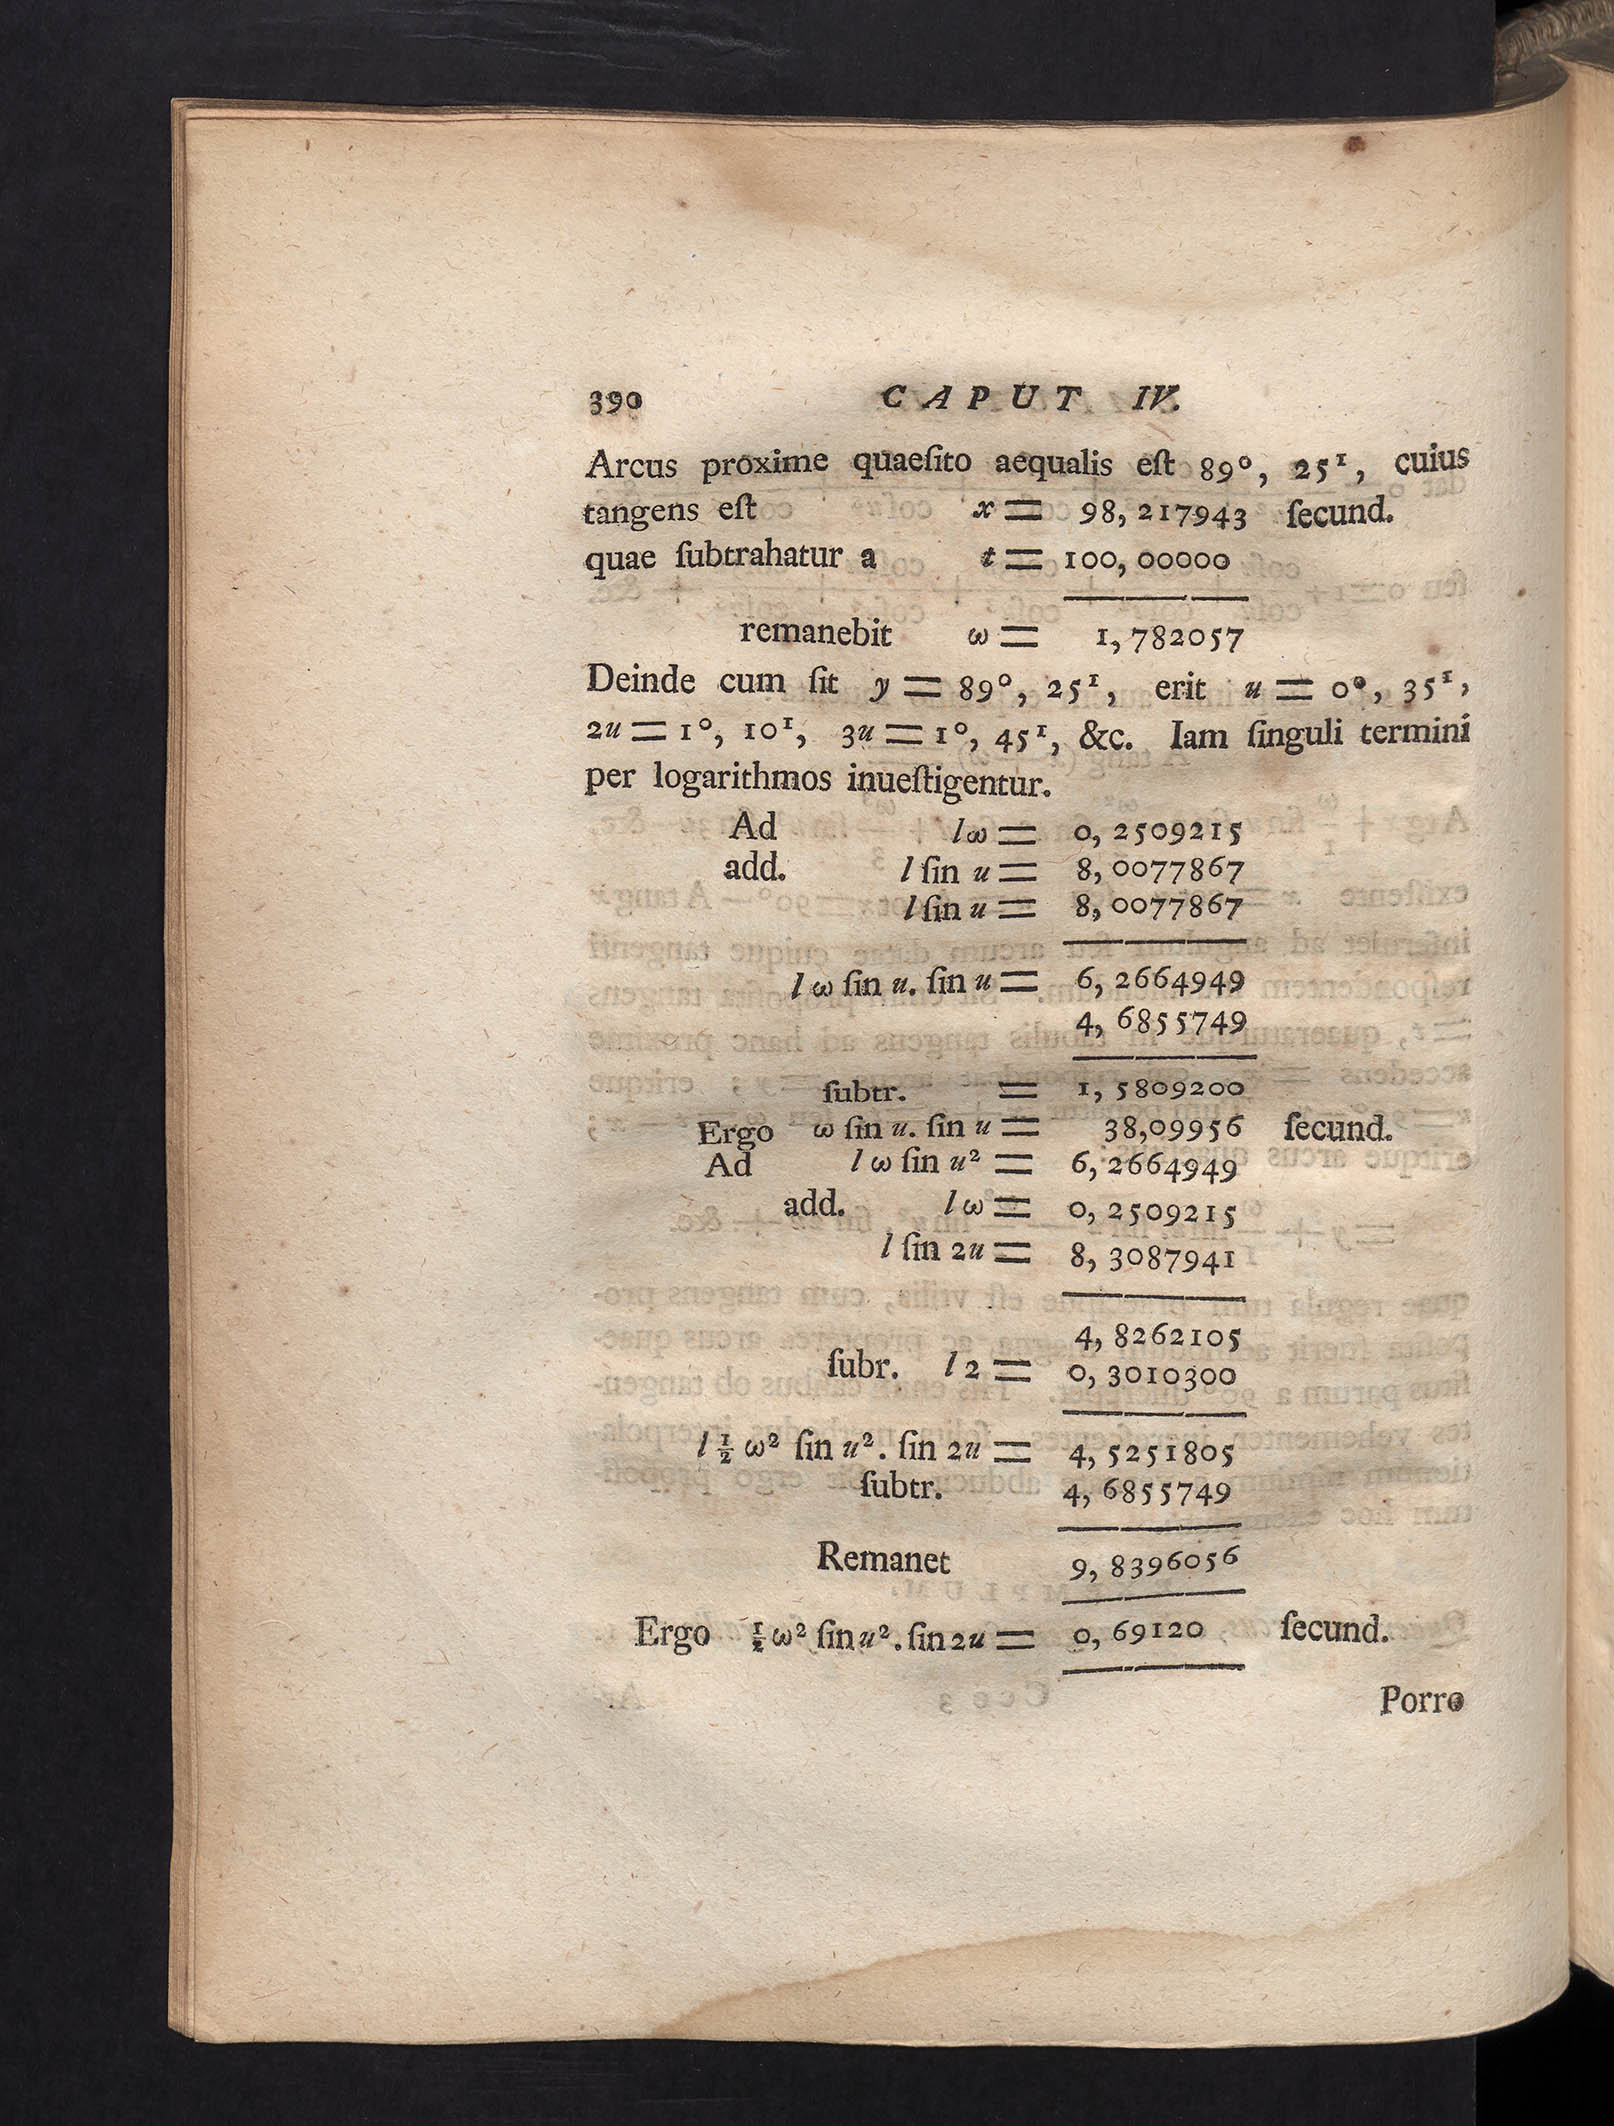 390 CAPUT IV.
Arcus proxime quaeſito aequalis eſt 89°, 25ᴵ, cuius
tangens eſt x = 98, 217943 ſecund.
quae ſubtrahatur a t = 100, 00000
remanebit ω = 1, 782057
Deinde cum ſit y = 89°, 25ᴵ, erit u = 0°, 35ᴵ,
2u = 1°, 10ᴵ, 3u = 1°, 45ᴵ, &c. Iam ſinguli termini
per logarithmos inueſtigentur.
Ad lω = 0, 2509215
add. l ſin u = 8, 0077867
l ſin u = 8, 0077867
l ω ſin u. ſin u = 6, 2664949
4, 6855749
ſubtr. = 1, 5809200
Ergo ω ſin u. ſin u = 38,09956 ſecund.
Ad l ω ſin u² = 6, 2664949
add. l ω = 0, 2509215
l ſin 2u = 8, 3087941
4, 8262105
ſubr. l 2 = 0, 3010300
l ½ ω² ſin u². ſin 2u = 4, 5251805
ſubtr. 4, 6855749
Remanet 9, 8396056
Ergo ½ ω² ſin u². ſin 2u = 0, 69120 ſecund.
Porro